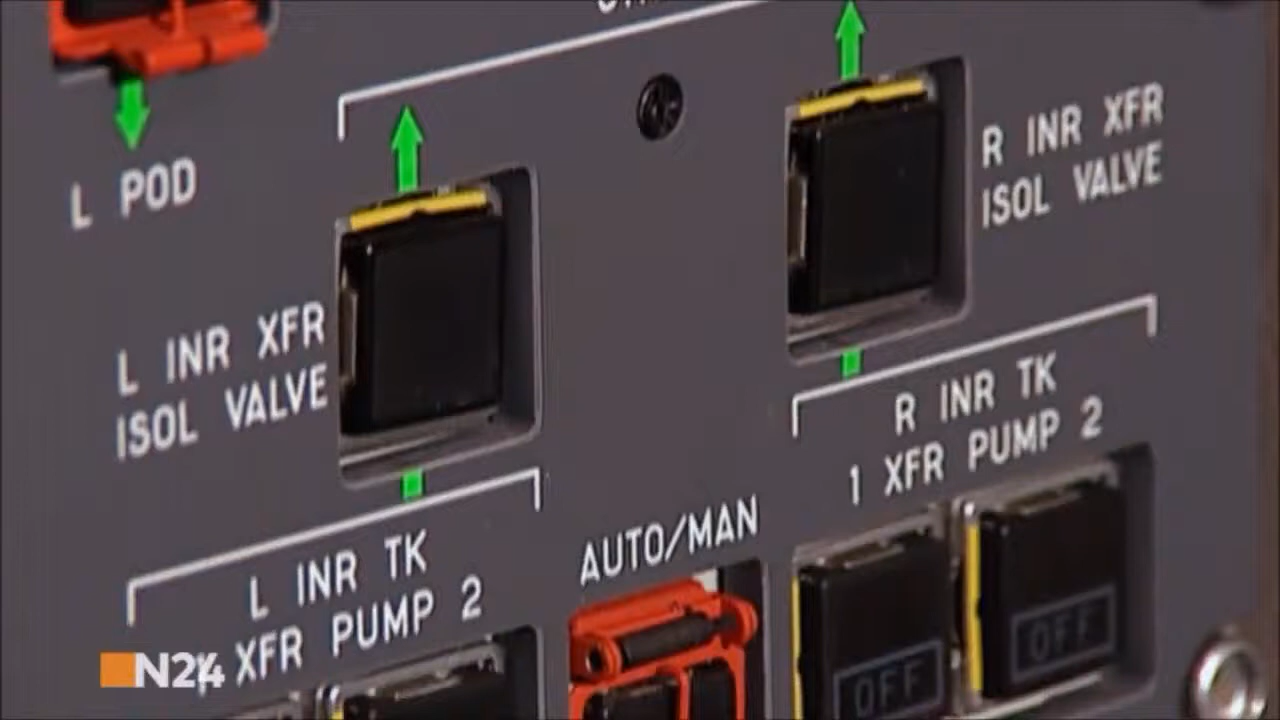 L POD
R INR XFR
ISOL VALVE
L INR XFR
ISOL VALVE
R INR TK
1 XFR PUMP 2
AUTO/MAN
L INR TK
XFR PUMP 2
OFF
OFF
N24